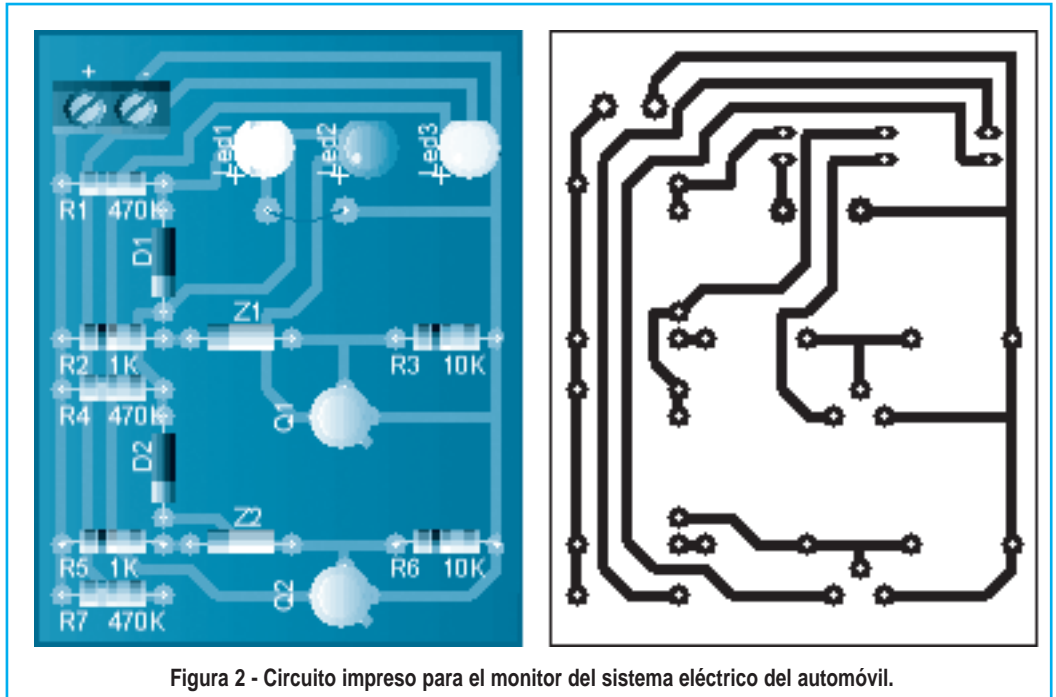 + -
Led1 Led2 Led3
+ + +
R1 470K
D1
Z1
R2 1K
R3 10K
R4 470K
Q1
D2
Z2
R5 1K
R6 10K
Q2
R7 470K
Figura 2 - Circuito impreso para el monitor del sistema eléctrico del automóvil.